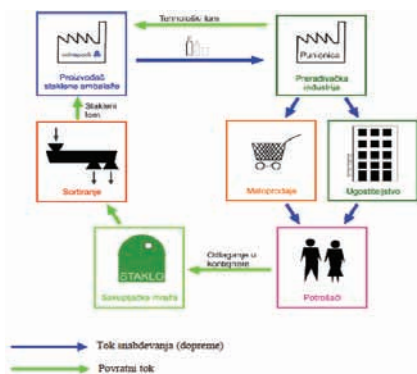 Tehnološki lom
Punionica
Proizvođač
staklene ambalaže
Prerađivačka
industrija
Stakleni
lom
Sortiranje
Maloprodaje
Ugostiteljstvo
Odlaganje u
kontejnere
STAKLO
Sakupljačka mreža
Potrošači
Tok snabdevanja (dopreme)
Povratni tok